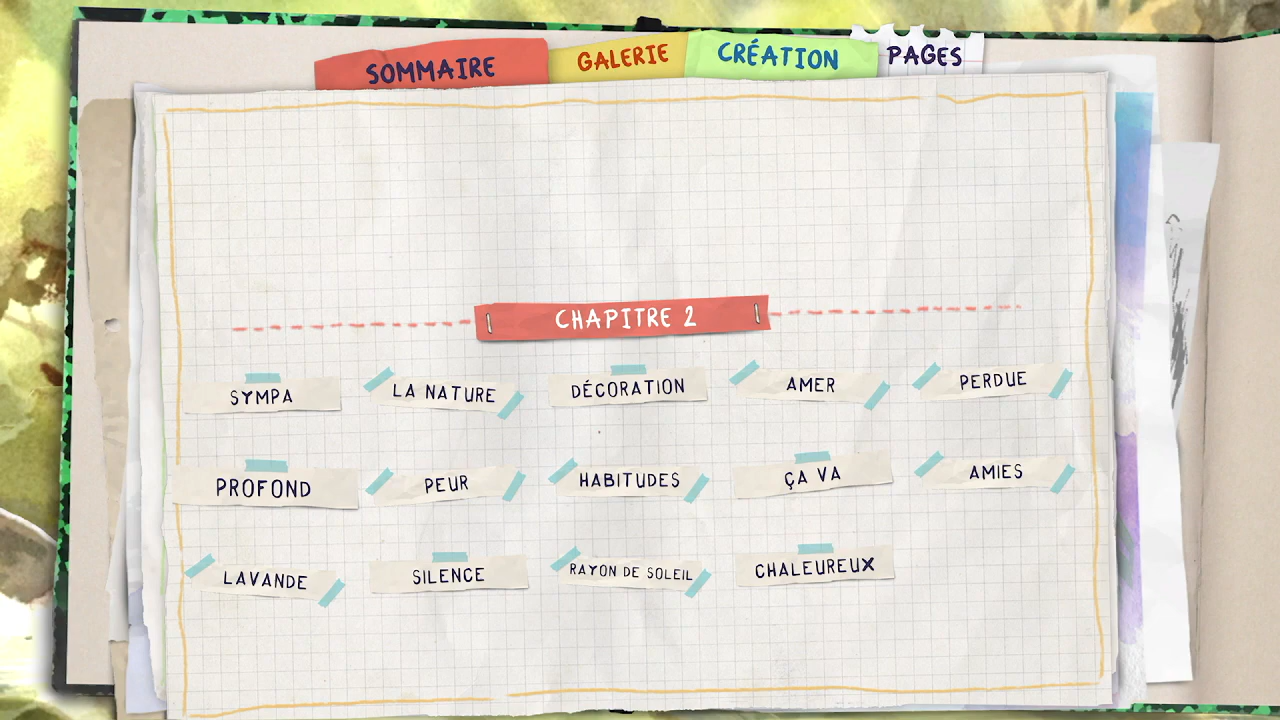 SOMMAIRE
GALERIE
CRÉATION
PAGES
CHAPITRE 2
SYMPA
LA NATURE
DÉCORATION
AMER
PERDUE
PROFOND
PEUR
HABITUDES
ÇA VA
AMIES
LAVANDE
SILENCE
RAYON DE SOLEIL
CHALEUREUX